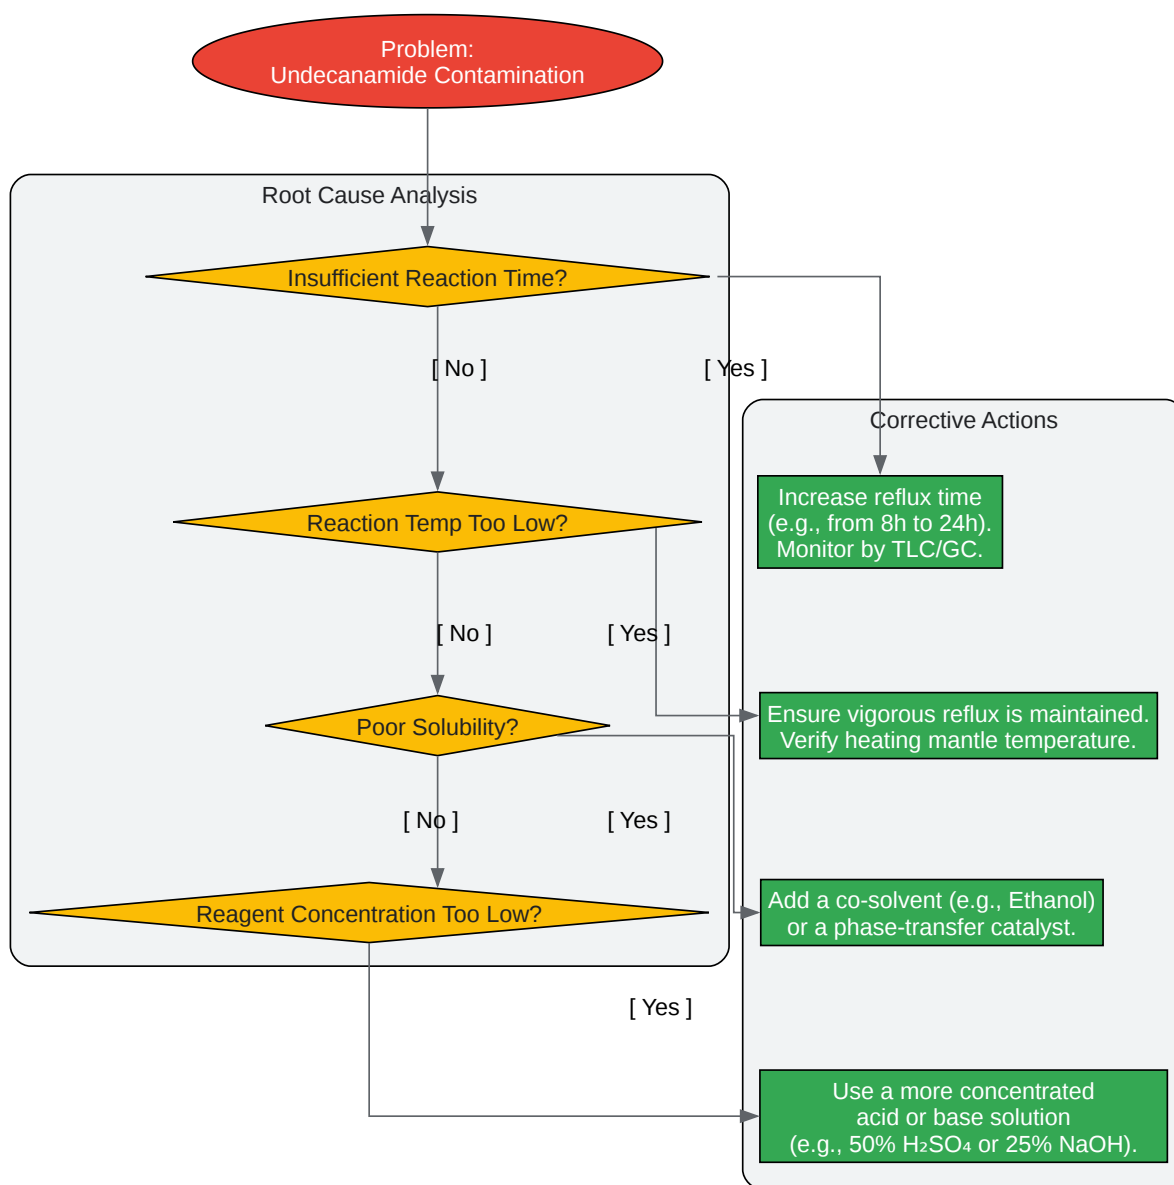 Problem:
Undecanamide Contamination
Root Cause Analysis
Insufficient Reaction Time?
[ No ]
[ Yes ]
Corrective Actions
Increase reflux time
(e.g., from 8h to 24h).
Monitor by TLC/GC.
Reaction Temp Too Low?
[ No ]
[ Yes ]
Ensure vigorous reflux is maintained.
Verify heating mantle temperature.
Poor Solubility?
[ No ]
[ Yes ]
Add a co-solvent (e.g., Ethanol)
or a phase-transfer catalyst.
Reagent Concentration Too Low?
[ Yes ]
Use a more concentrated
acid or base solution
(e.g., 50% H₂SO₄ or 25% NaOH).